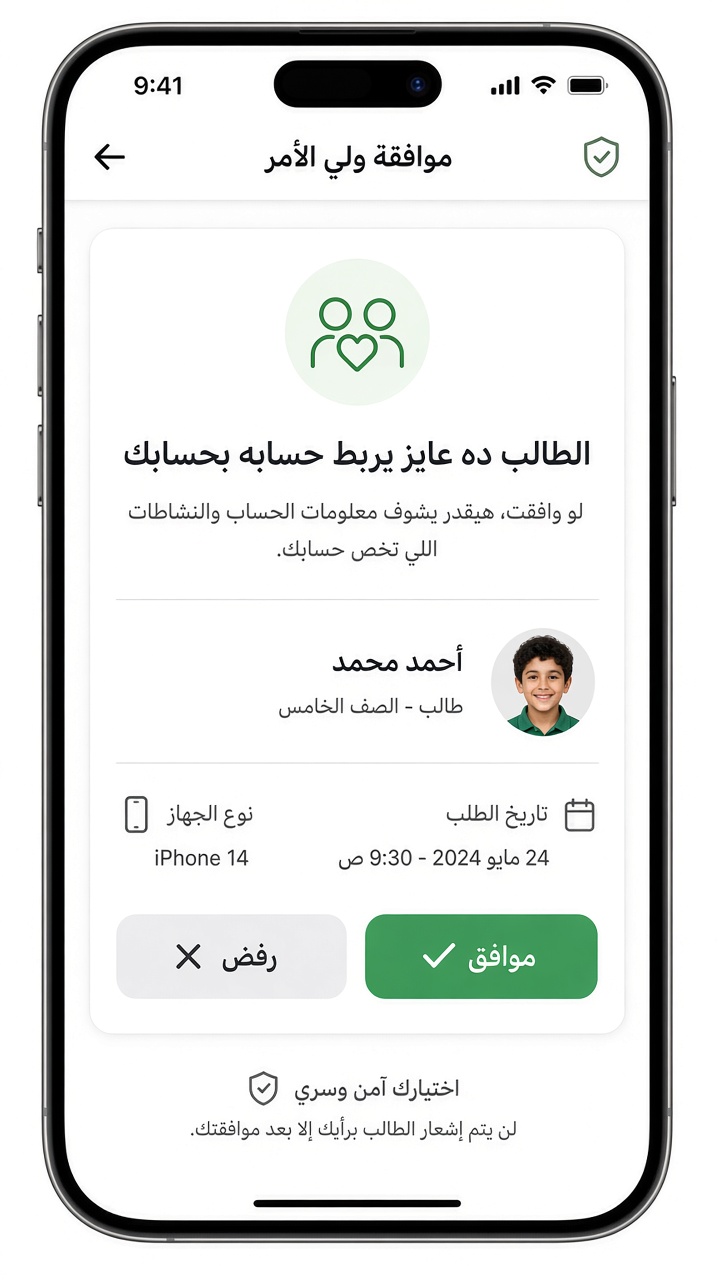 9:41
موافقة ولي الأمر
الطالب ده عايز يربط حسابه بحسابك
لو وافقت، هيقدر يشوف معلومات الحساب والنشاطات
اللي تخص حسابك.
أحمد محمد
طالب - الصف الخامس
تاريخ الطلب
24 مايو 2024 - 9:30 ص
نوع الجهاز
iPhone 14
موافق
رفض
اختيارك آمن وسري
لن يتم إشعار الطالب برأيك إلا بعد موافقتك.